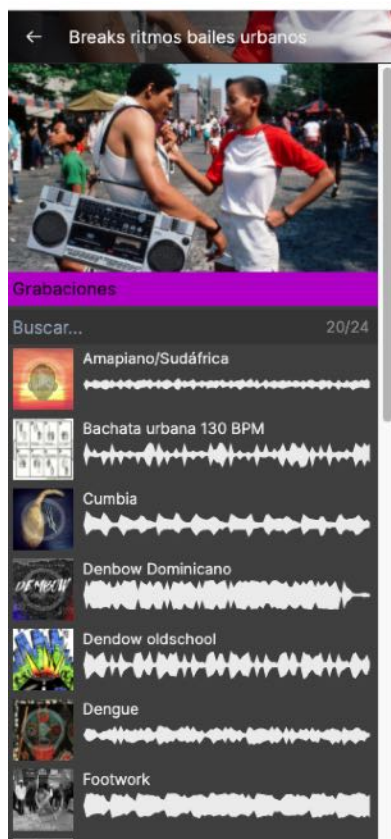 Breaks ritmos bailes urbanos
Grabaciones
Buscar... 20/24
Amapiano/Sudáfrica
Bachata urbana 130 BPM
Cumbia
Denbow Dominicano
DEMBOW
Dendow oldschool
Dengue
Footwork